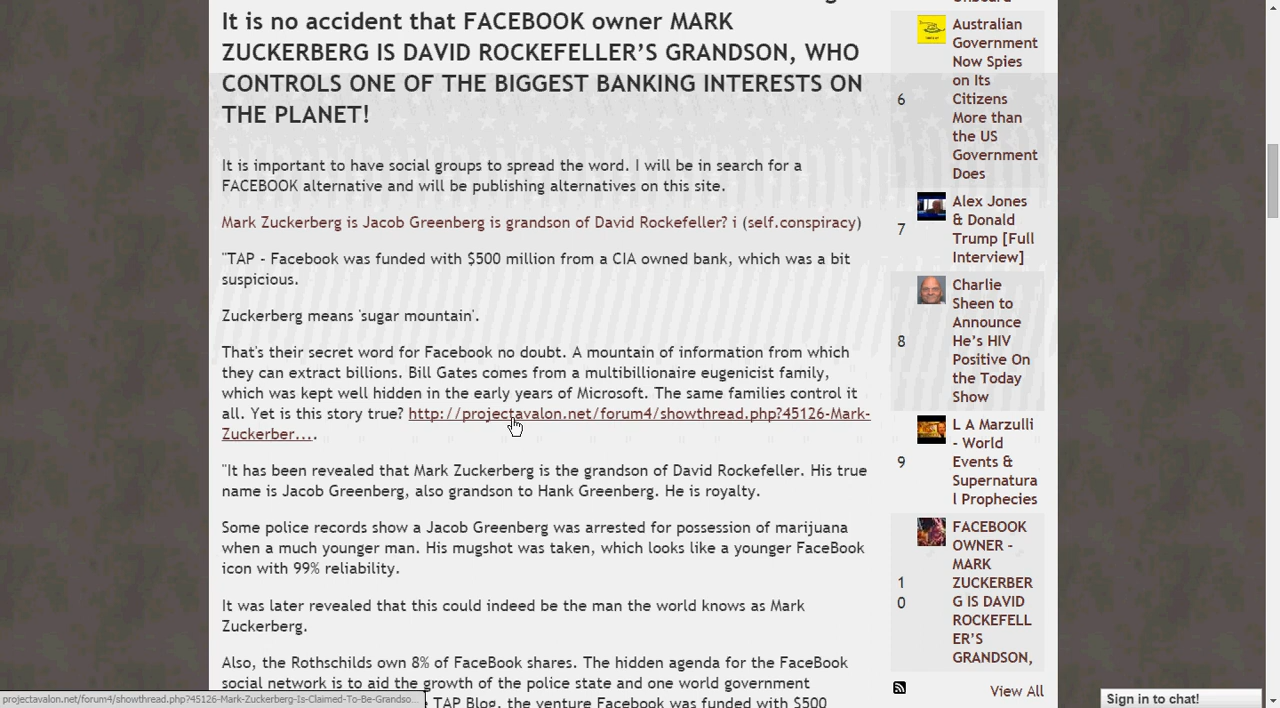 It is no accident that FACEBOOK owner MARK
ZUCKERBERG IS DAVID ROCKEFELLER’S GRANDSON, WHO
CONTROLS ONE OF THE BIGGEST BANKING INTERESTS ON
THE PLANET!
It is important to have social groups to spread the word. I will be in search for a
FACEBOOK alternative and will be publishing alternatives on this site.
Mark Zuckerberg is Jacob Greenberg is grandson of David Rockefeller? i (self.conspiracy)
"TAP - Facebook was funded with $500 million from a CIA owned bank, which was a bit
suspicious.
Zuckerberg means 'sugar mountain'.
That's their secret word for Facebook no doubt. A mountain of information from which
they can extract billions. Bill Gates comes from a multibillionaire eugenicist family,
which was kept well hidden in the early years of Microsoft. The same families control it
all. Yet is this story true? http://projectavalon.net/forum4/showthread.php?45126-Mark-
Zuckerber....
"It has been revealed that Mark Zuckerberg is the grandson of David Rockefeller. His true
name is Jacob Greenberg, also grandson to Hank Greenberg. He is royalty.
Some police records show a Jacob Greenberg was arrested for possession of marijuana
when a much younger man. His mugshot was taken, which looks like a younger FaceBook
icon with 99% reliability.
It was later revealed that this could indeed be the man the world knows as Mark
Zuckerberg.
Also, the Rothschilds own 8% of FaceBook shares. The hidden agenda for the FaceBook
social network is to aid the growth of the police state and one world government
TAP Blog, the venture Facebook was funded with $500
projectavalon.net/forum4/showthread.php?45126-Mark-Zuckerberg-Is-Claimed-To-Be-Grandso...
6
Australian
Government
Now Spies
on Its
Citizens
More than
the US
Government
Does
7
Alex Jones
& Donald
Trump [Full
Interview]
8
Charlie
Sheen to
Announce
He’s HIV
Positive On
the Today
Show
9
L A Marzulli
- World
Events &
Supernatura
l Prophecies
1
0
FACEBOOK
OWNER -
MARK
ZUCKERBER
G IS DAVID
ROCKEFELL
ER’S
GRANDSON,
View All
Sign in to chat!